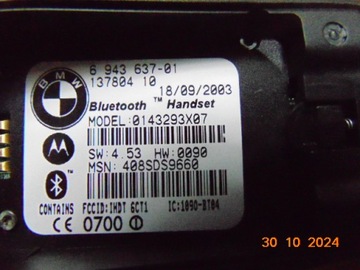 BMW
6 943 637-01
137804 10
18/09/2003
Bluetooth ™ Handset
MODEL:0143293X07
SW:4.53 HW:0090
MSN: 408SDS9660
CONTAINS FCCID:IHDT 6CT1 IC:109O-BT04
CE 0700
30 10 2024